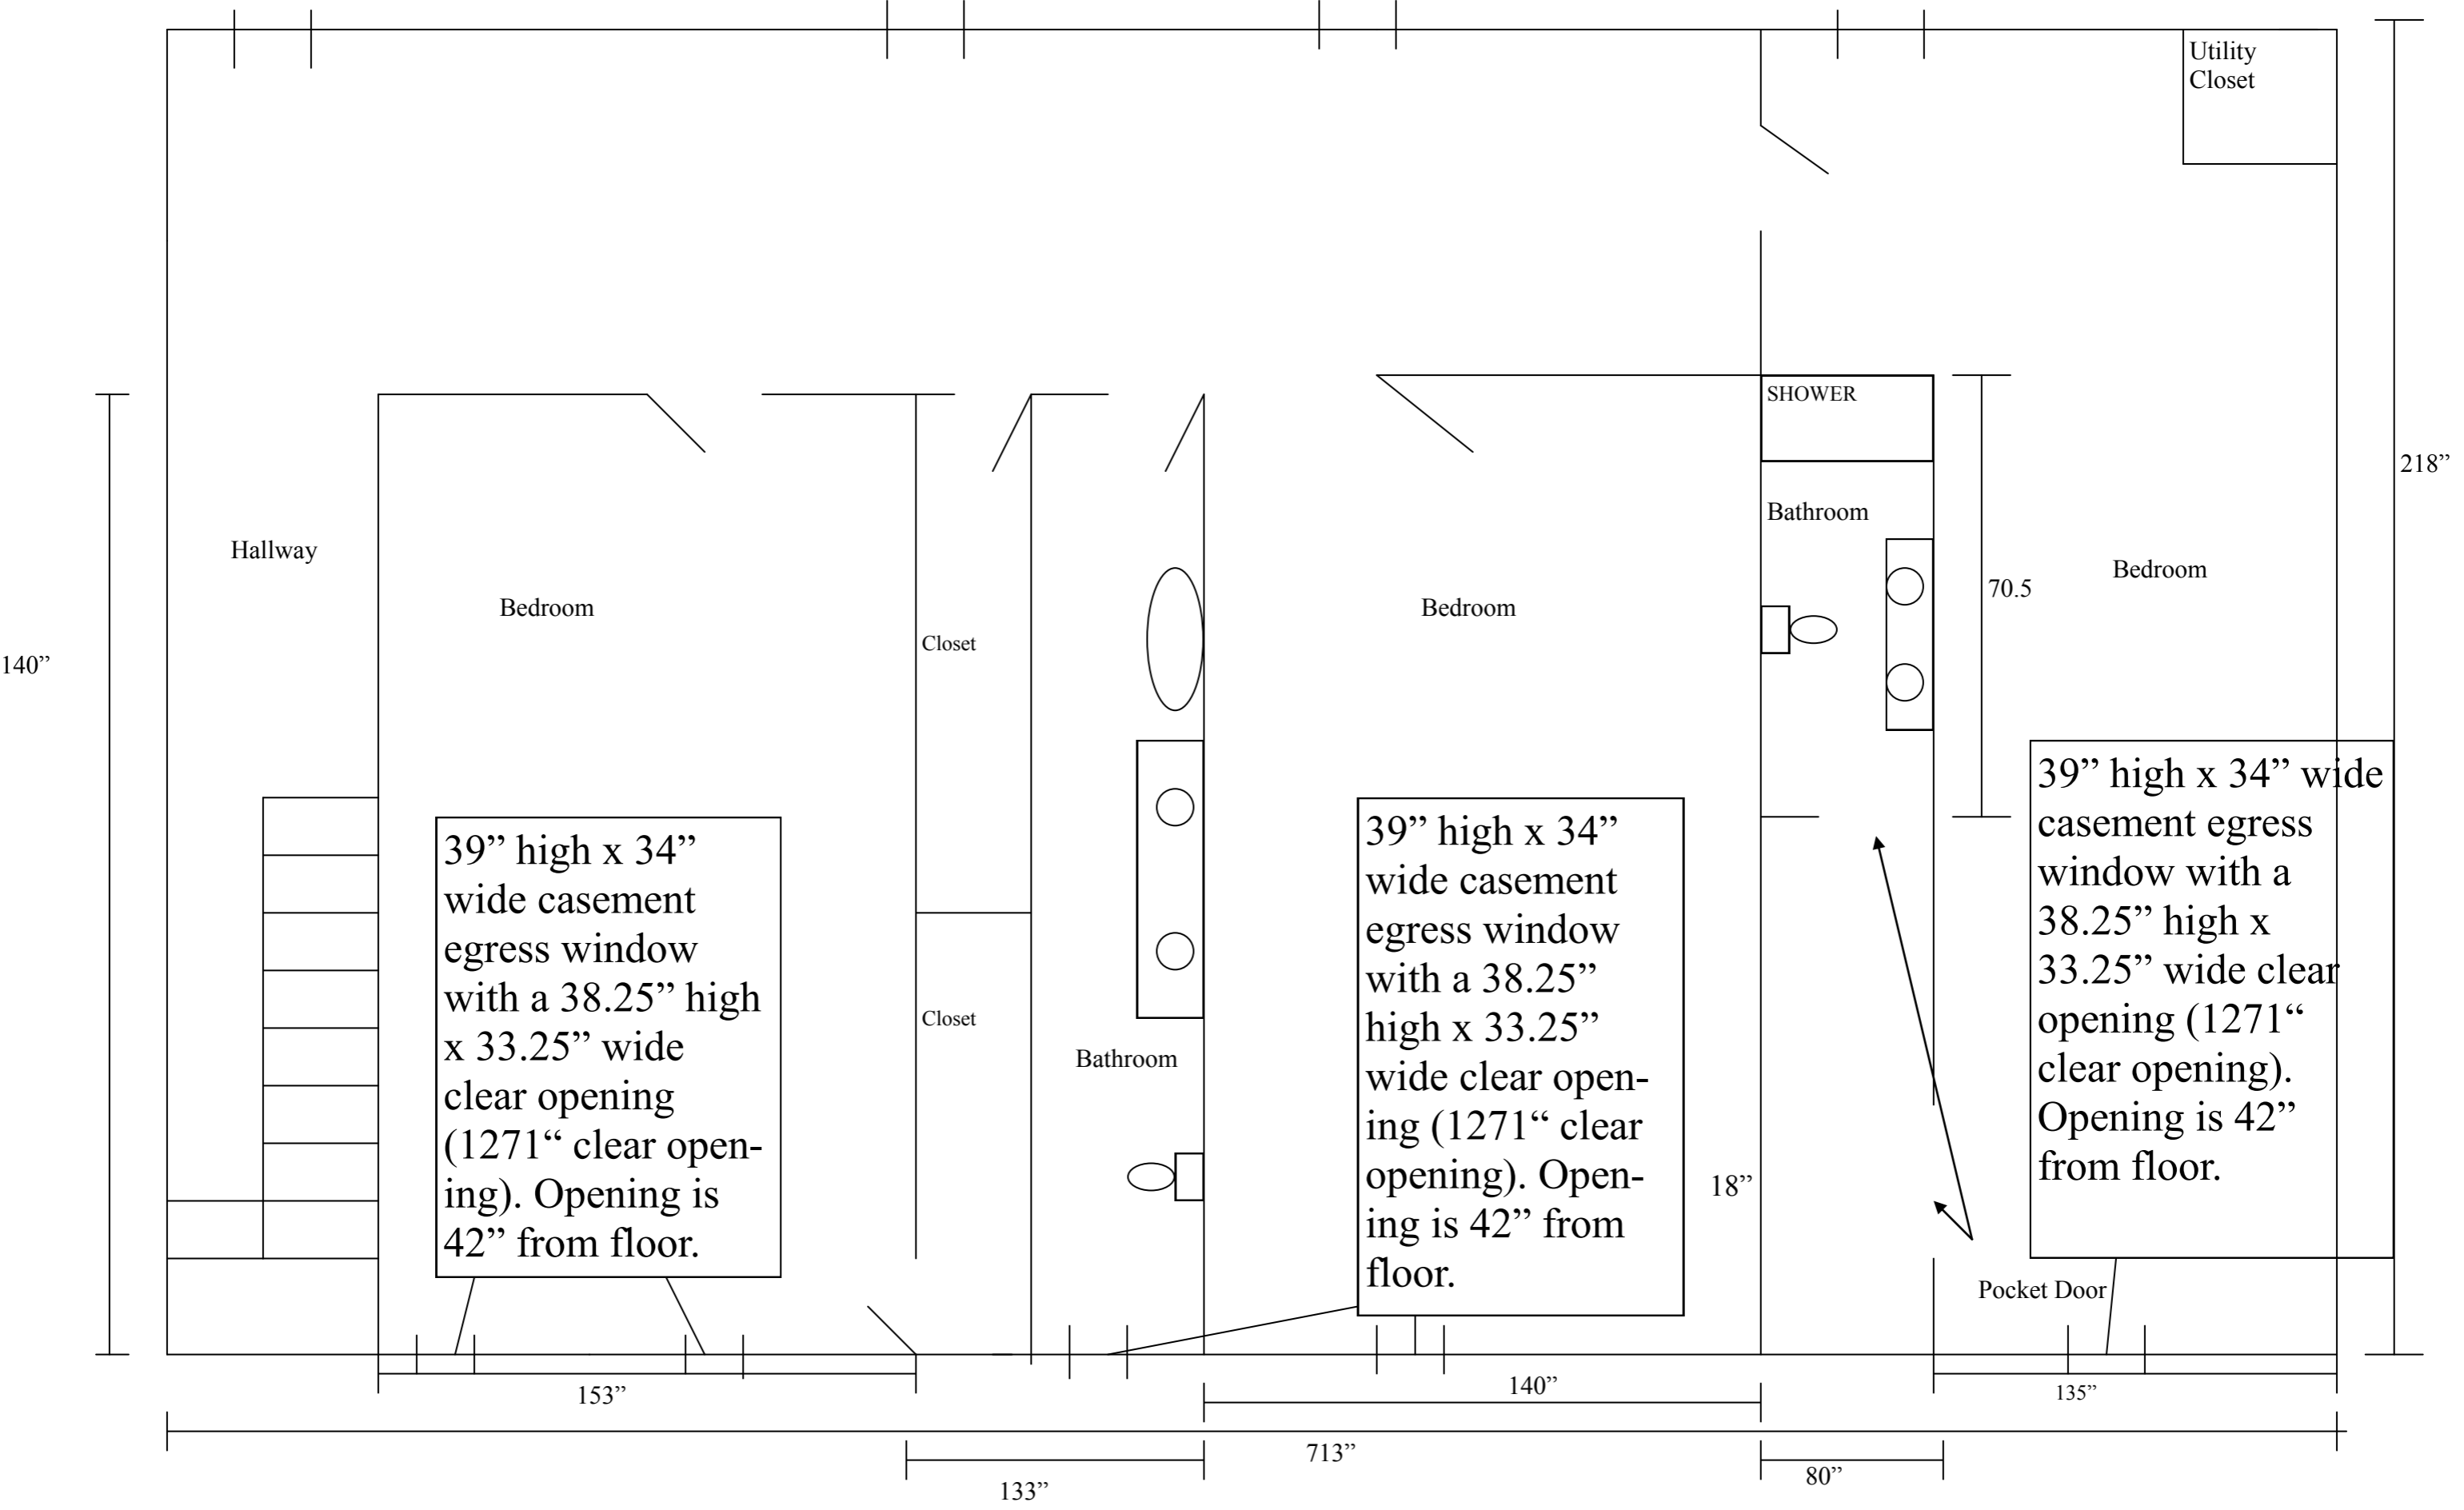 Utility
Closet
SHOWER
218”
Bathroom
Hallway
Bedroom
70.5
Bedroom
Bedroom
Closet
140”
39” high x 34”
wide casement
egress window
with a 38.25” high
x 33.25” wide
clear opening
(1271“ clear open-
ing). Opening is
42” from floor.
Closet
Bathroom
39” high x 34”
wide casement
egress window
with a 38.25”
high x 33.25”
wide clear open-
ing (1271“ clear
opening). Open-
ing is 42” from
floor.
18”
39” high x 34” wide
casement egress
window with a
38.25” high x
33.25” wide clear
opening (1271“
clear opening).
Opening is 42”
from floor.
Pocket Door
153”
140”
135”
713”
133”
80”